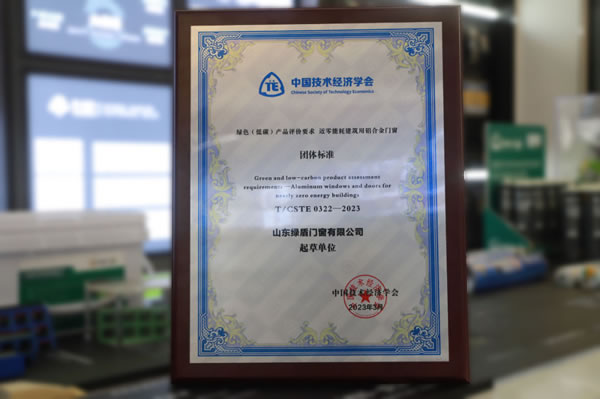 TE
中国技术经济学会
Chinese Society of Technology Economics
绿色（低碳）产品评价要求 近零能耗建筑用铝合金门窗
团体标准
Green and low-carbon product assessment
requirements —Aluminum windows and doors for
nearly zero energy buildings
T/CSTE 0322—2023
山东绿盾门窗有限公司
起草单位
中国技术经济学会
2023年3月